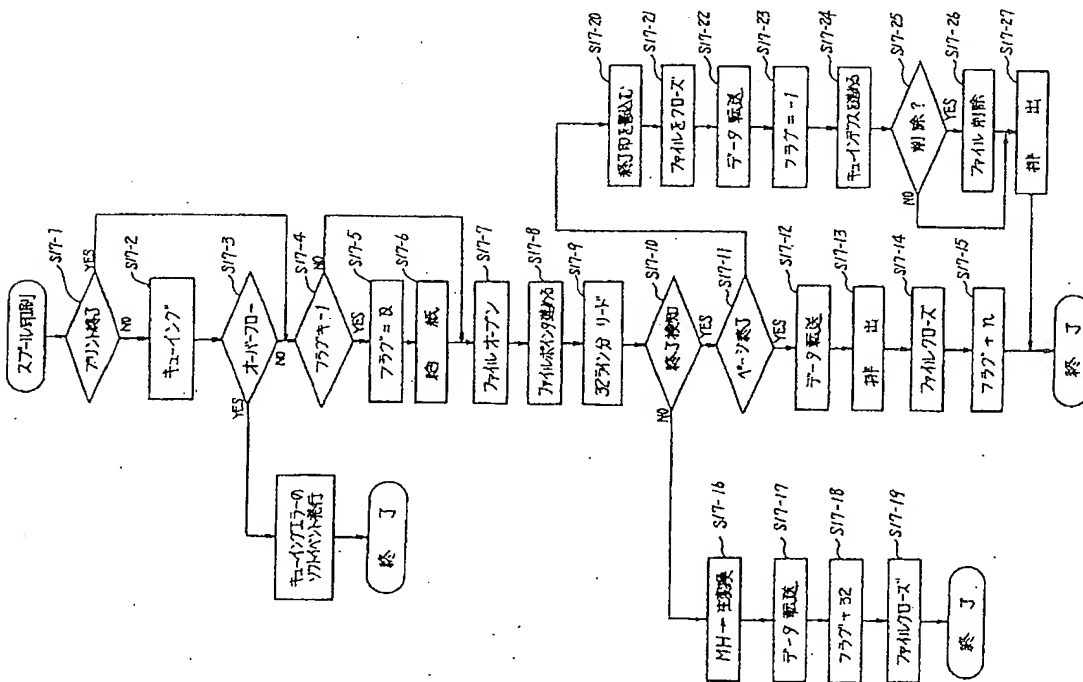 スプール印刷
プリント終了
S17-1
YES
NO
キューイング
S17-2
オーバーフロー
S17-3
YES
NO
キューイングエラーの
ソフトイベント発行
終 了
フラグキー1
S17-4
NO
YES
S17-5
給 紙
S17-6
ファイルオープン
S17-7
ファイルポインタ進める
S17-8
32ライン分 リード
S17-9
終了検知
S17-10
NO
YES
ページ終了
S17-11
YES
データ転送
S17-12
排 出
S17-13
ファイルクローズ
S17-14
フラグ+n
S17-15
終 了
MH→生変換
S17-16
データ転送
S17-17
フラグ+32
S17-18
ファイルクローズ
S17-19
終 了
終了印を書込む
S17-20
ファイルをクローズ
S17-21
データ転送
S17-22
フラグ=-1
S17-23
キューインデクスを進める
S17-24
削除?
S17-25
NO
YES
ファイル削除
S17-26
排 出
S17-27